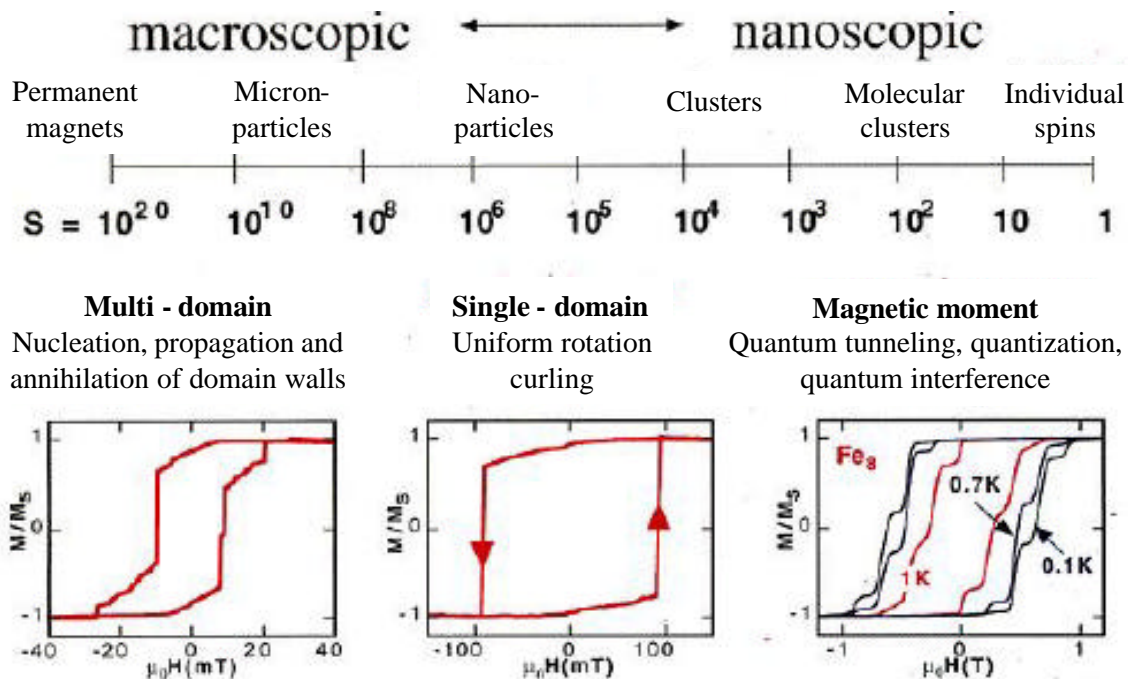 macroscopic nanoscopic
Permanent magnets
Micron-particles
Nano-particles
Clusters
Molecular clusters
Individual spins
S = 10²⁰ 10¹⁰ 10⁸ 10⁶ 10⁵ 10⁴ 10³ 10² 10 1
Multi - domain
Nucleation, propagation and
annihilation of domain walls
Single - domain
Uniform rotation
curling
Magnetic moment
Quantum tunneling, quantization,
quantum interference
M/M_S
1
0
-1
-40 -20 0 20 40
μ₀H(mT)
M/M_S
1
0
-1
-100 0 100
μ₀H(mT)
M/M_S
1
0
-1
Fe₈
0.7K
1K
0.1K
-1 0 1
μ₀H(T)